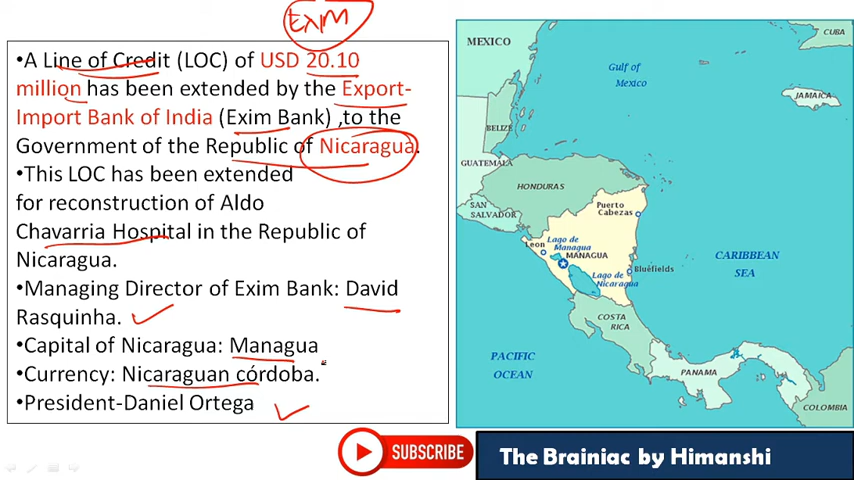 EXIM
•A Line of Credit (LOC) of USD 20.10
million has been extended by the Export-
Import Bank of India (Exim Bank) ,to the
Government of the Republic of Nicaragua.
•This LOC has been extended
for reconstruction of Aldo
Chavarria Hospital in the Republic of
Nicaragua.
•Managing Director of Exim Bank: David
Rasquinha.
•Capital of Nicaragua: Managua
•Currency: Nicaraguan córdoba.
•President-Daniel Ortega
MEXICO
Gulf of
Mexico
CUBA
JAMAICA
BELIZE
GUATEMALA
HONDURAS
SAN
SALVADOR
Puerto
Cabezas
Leon
Lago de
Managua
MANAGUA
Lago de
Nicaragua
Bluefields
CARIBBEAN
SEA
COSTA
RICA
PACIFIC
OCEAN
PANAMA
COLOMBIA
SUBSCRIBE
The Brainiac by Himanshi